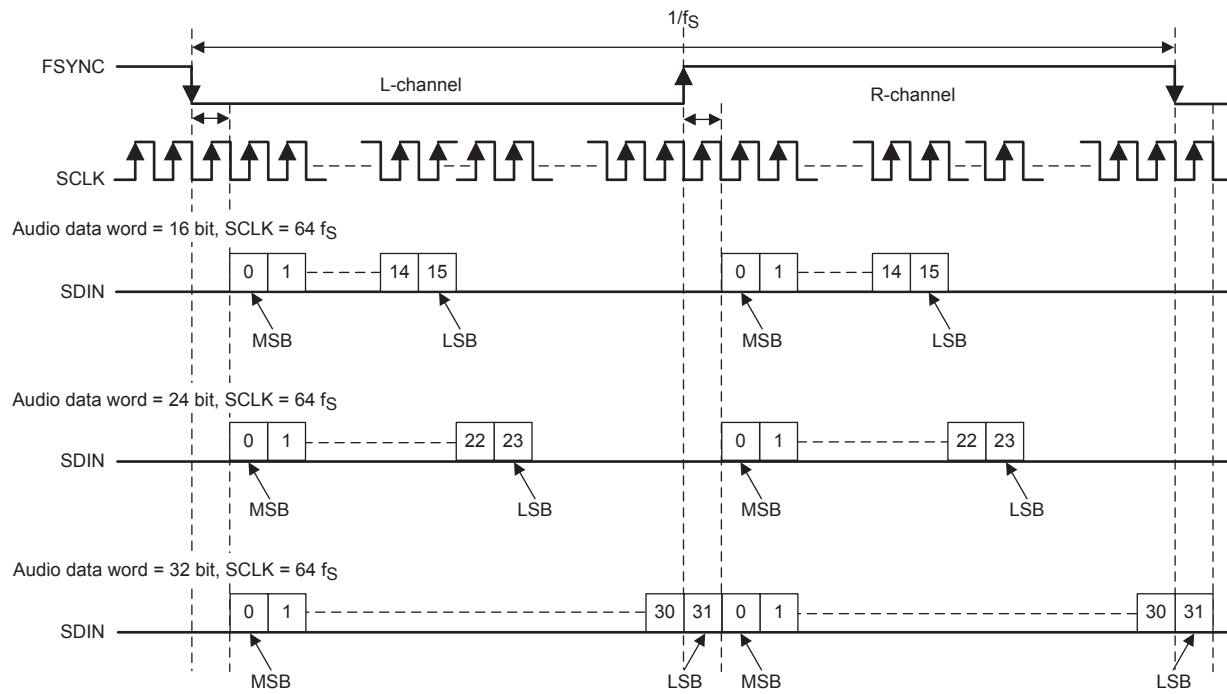 1/fS
FSYNC
L-channel
R-channel
SCLK
Audio data word = 16 bit, SCLK = 64 fS
SDIN
0 1 14 15 0 1 14 15
MSB LSB MSB LSB
Audio data word = 24 bit, SCLK = 64 fS
SDIN
0 1 22 23 0 1 22 23
MSB LSB MSB LSB
Audio data word = 32 bit, SCLK = 64 fS
SDIN
0 1 30 31 0 1 30 31
MSB LSB MSB LSB